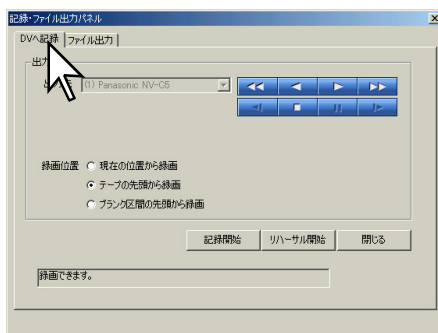 記録・ファイル出力パネル
DVへ記録 ファイル出力
(1) Panasonic NV-C5
録画位置
現在の位置から録画
テープの先頭から録画
ブランク区間の先頭から録画
記録開始 リハーサル開始 閉じる
録画できます。